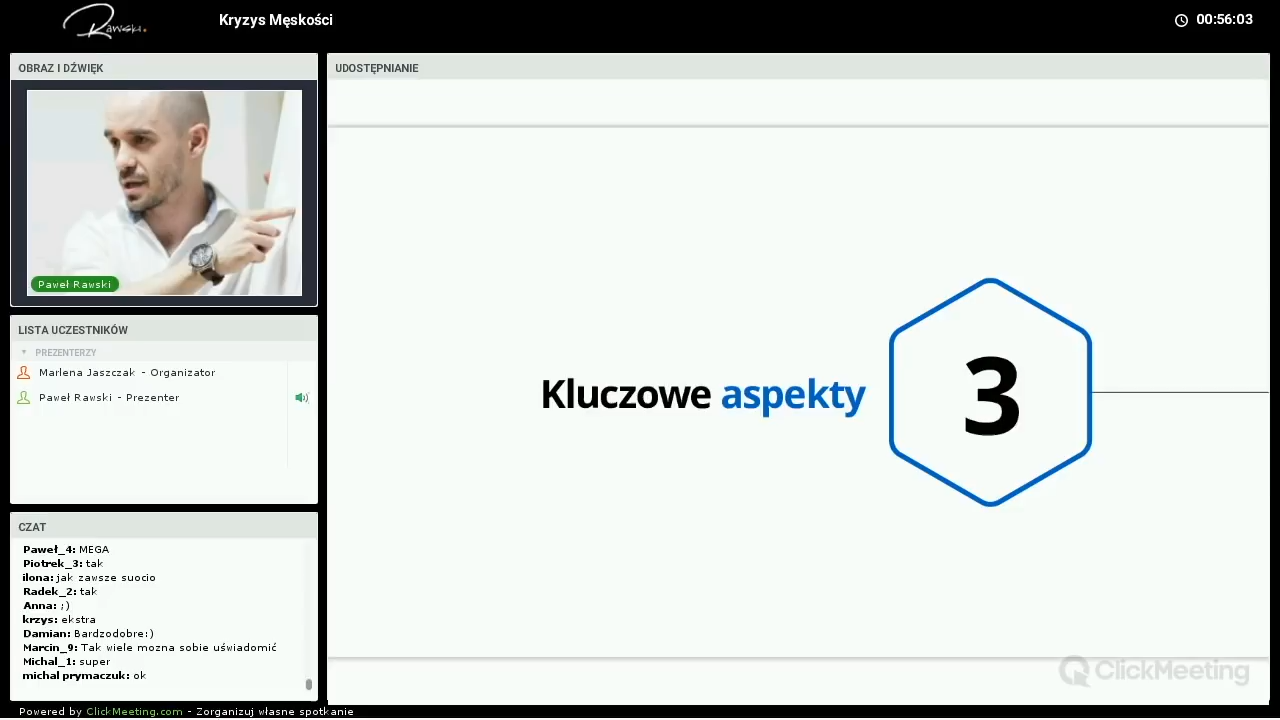 Rawski.
Kryzys Męskości
00:56:03
OBRAZ I DŹWIĘK
Paweł Rawski
LISTA UCZESTNIKÓW
PREZENTERZY
Marlena Jaszczak - Organizator
Paweł Rawski - Prezenter
CZAT
Paweł_4: MEGA
Piotrek_3: tak
ilona: jak zawsze suocio
Radek_2: tak
Anna: ;)
krzys: ekstra
Damian: Bardzodobre:)
Marcin_9: Tak wiele mozna sobie uświadomić
Michal_1: super
michal prymaczuk: ok
UDOSTĘPNIANIE
Kluczowe aspekty
3
ClickMeeting
Powered by ClickMeeting.com - Zorganizuj własne spotkanie